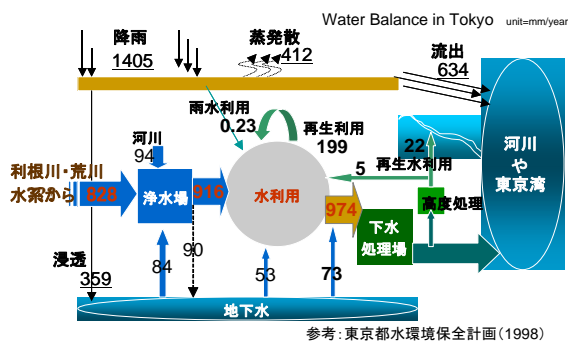 Water Balance in Tokyo unit=mm/year
降雨
1405
蒸発散
412
流出
634
雨水利用
0.23
再生利用
199
河川
94
22
再生水利用
5
河川
や
東京湾
利根川・荒川
水系から
828
浄水場
916
水利用
974
高度処理
下水
処理場
浸透
359
84
90
53
73
地下水
参考:東京都水環境保全計画(1998)